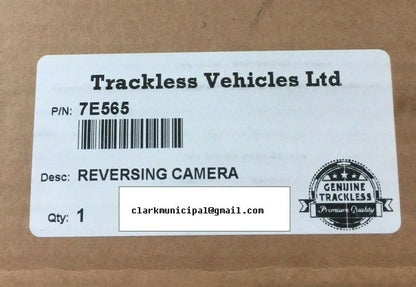 Trackless Vehicles Ltd
P/N: 7E565
Desc: REVERSING CAMERA
clarkmunicipal@gmail.com
Qty: 1
GENUINE
TRACKLESS
Premium Quality